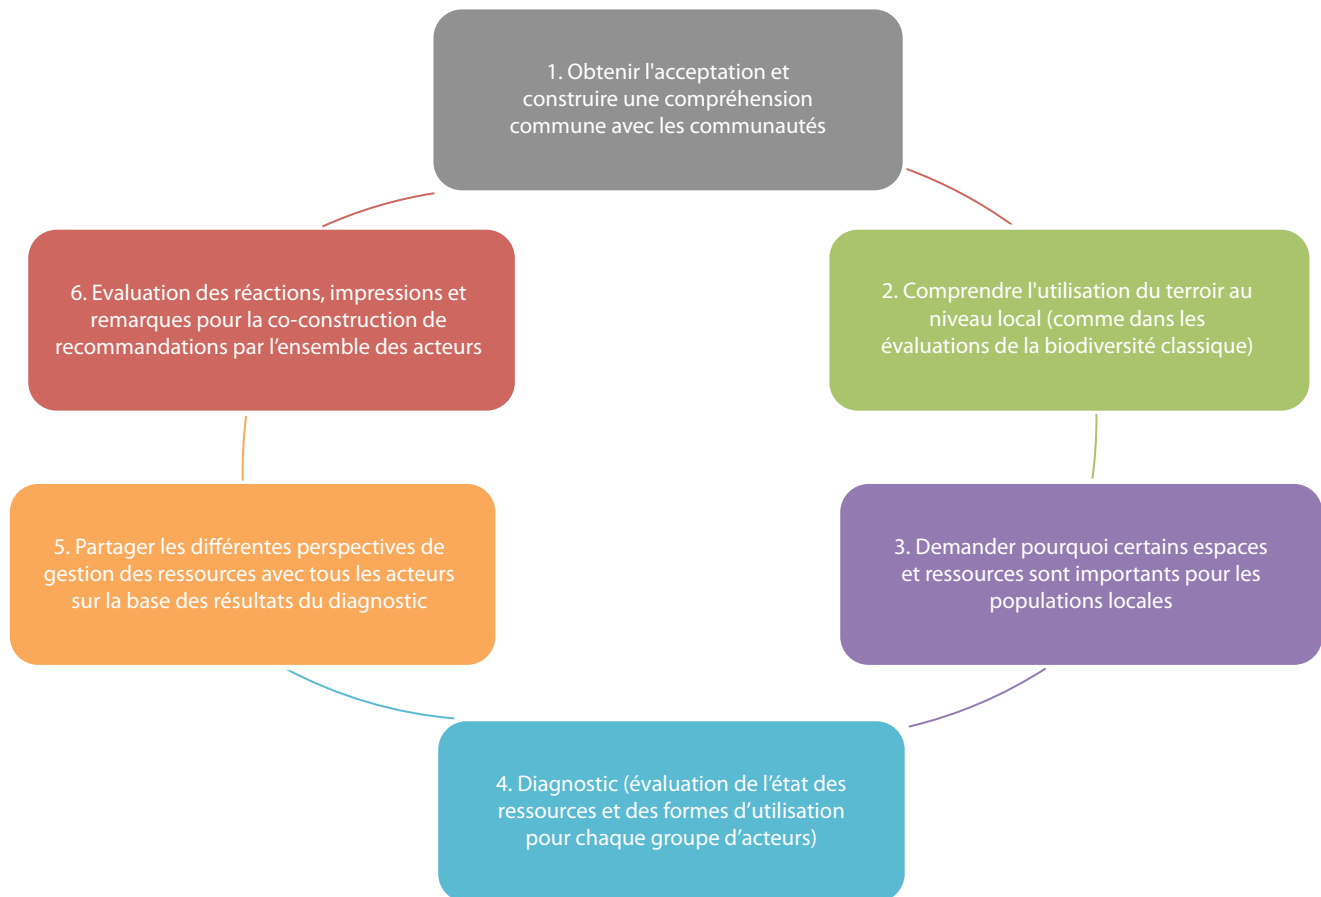 1. Obtenir l'acceptation et
construire une compréhension
commune avec les communautés
2. Comprendre l'utilisation du terroir au
niveau local (comme dans les
évaluations de la biodiversité classique)
3. Demander pourquoi certains espaces
et ressources sont importants pour les
populations locales
4. Diagnostic (évaluation de l’état des
ressources et des formes d’utilisation
pour chaque groupe d’acteurs)
5. Partager les différentes perspectives de
gestion des ressources avec tous les acteurs
sur la base des résultats du diagnostic
6. Evaluation des réactions, impressions et
remarques pour la co-construction de
recommandations par l’ensemble des acteurs